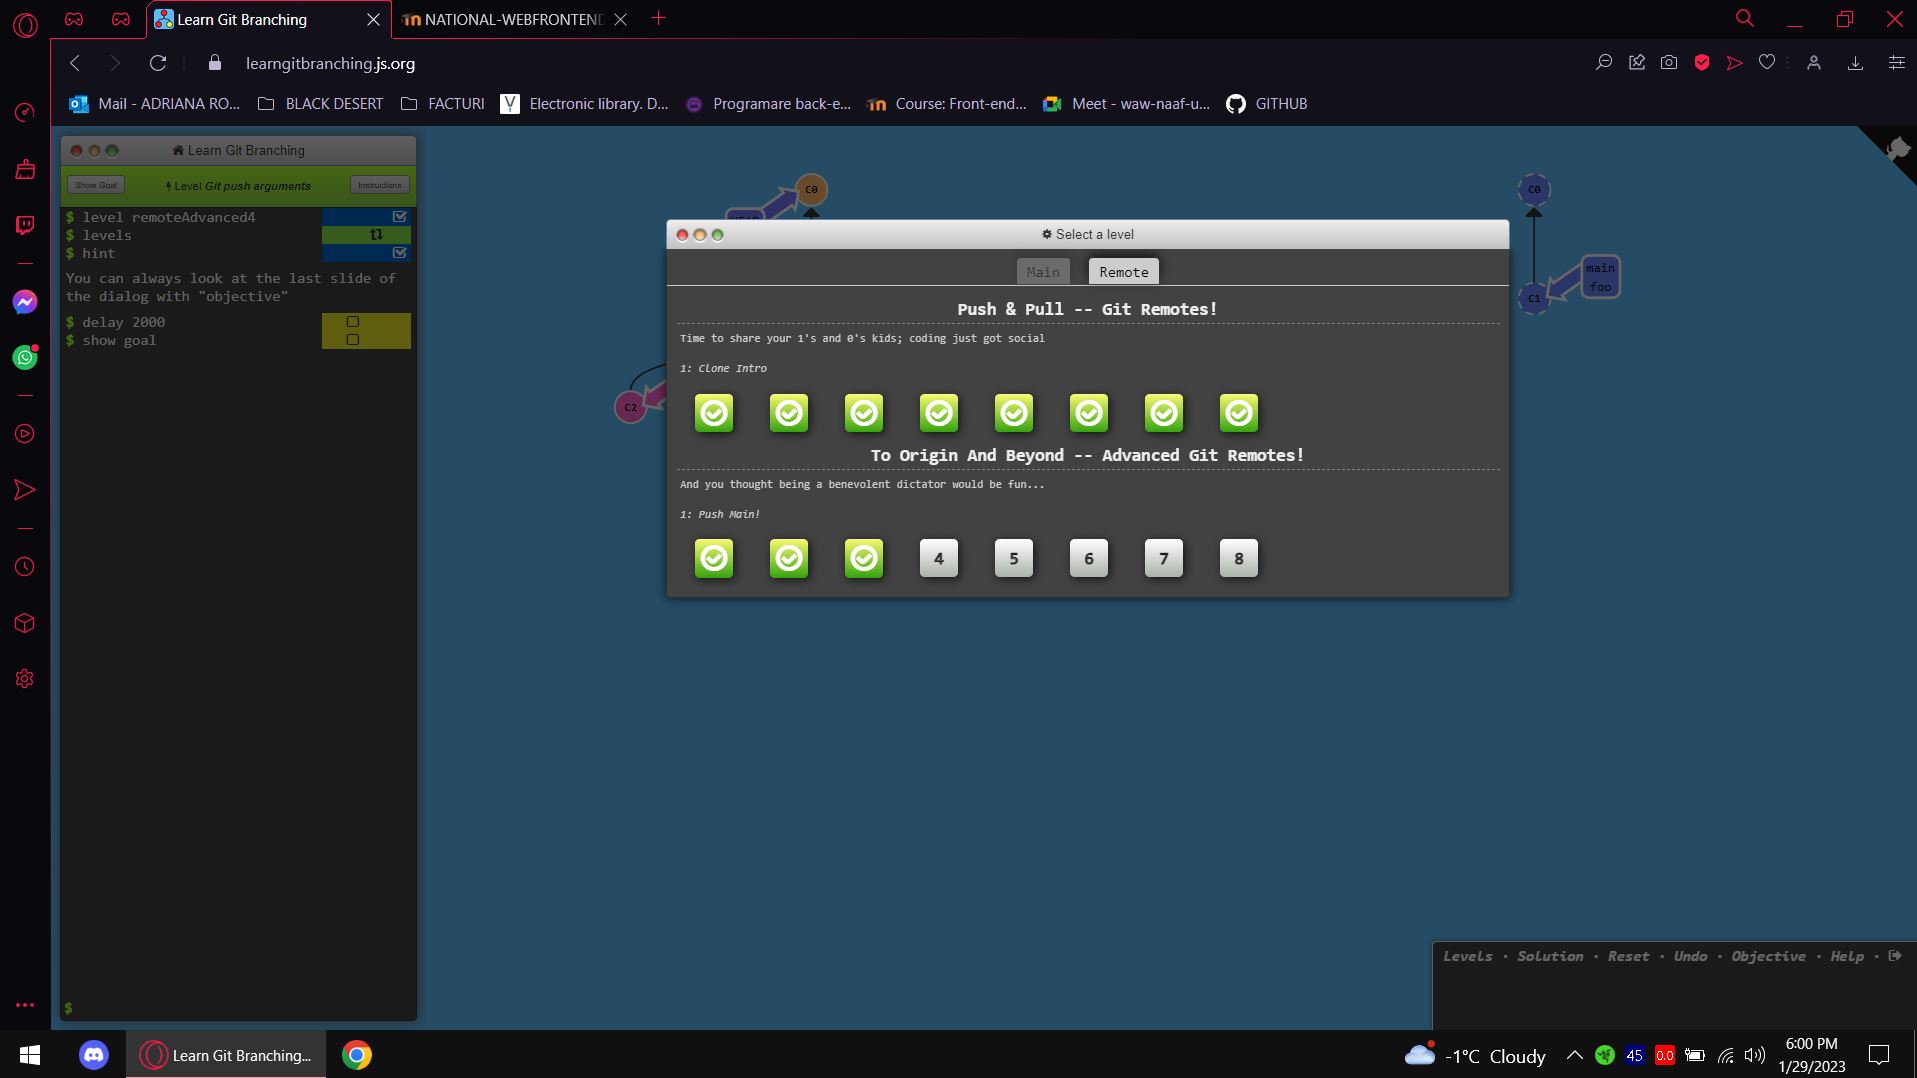 Learn Git Branching
NATIONAL-WEBFRONTEND
learngitbranching.js.org
Mail - ADRIANA RO...
BLACK DESERT
FACTURI
Electronic library. D...
Programare back-e...
Course: Front-end...
Meet - waw-naaf-u...
GITHUB
Learn Git Branching
Show Goal
Level Git push arguments
Instructions
$ level remoteAdvanced4
$ levels
$ hint
You can always look at the last slide of
the dialog with "objective"
$ delay 2000
$ show goal
$
C0
C2
C0
main
foo
C1
Select a level
Main
Remote
Push & Pull -- Git Remotes!
Time to share your 1's and 0's kids; coding just got social
1: Clone Intro
To Origin And Beyond -- Advanced Git Remotes!
And you thought being a benevolent dictator would be fun...
1: Push Main!
4 5 6 7 8
Levels · Solution · Reset · Undo · Objective · Help ·
Learn Git Branching...
-1°C Cloudy
45
0.0
6:00 PM
1/29/2023